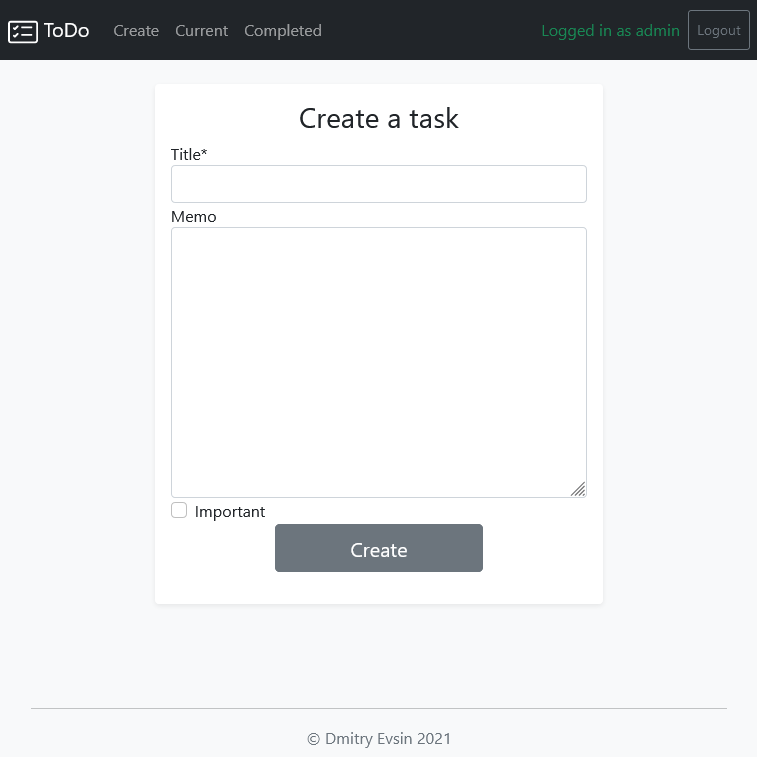 ToDo Create Current Completed Logged in as admin Logout
Create a task
Title*
Memo
Important
Create
© Dmitry Evsin 2021